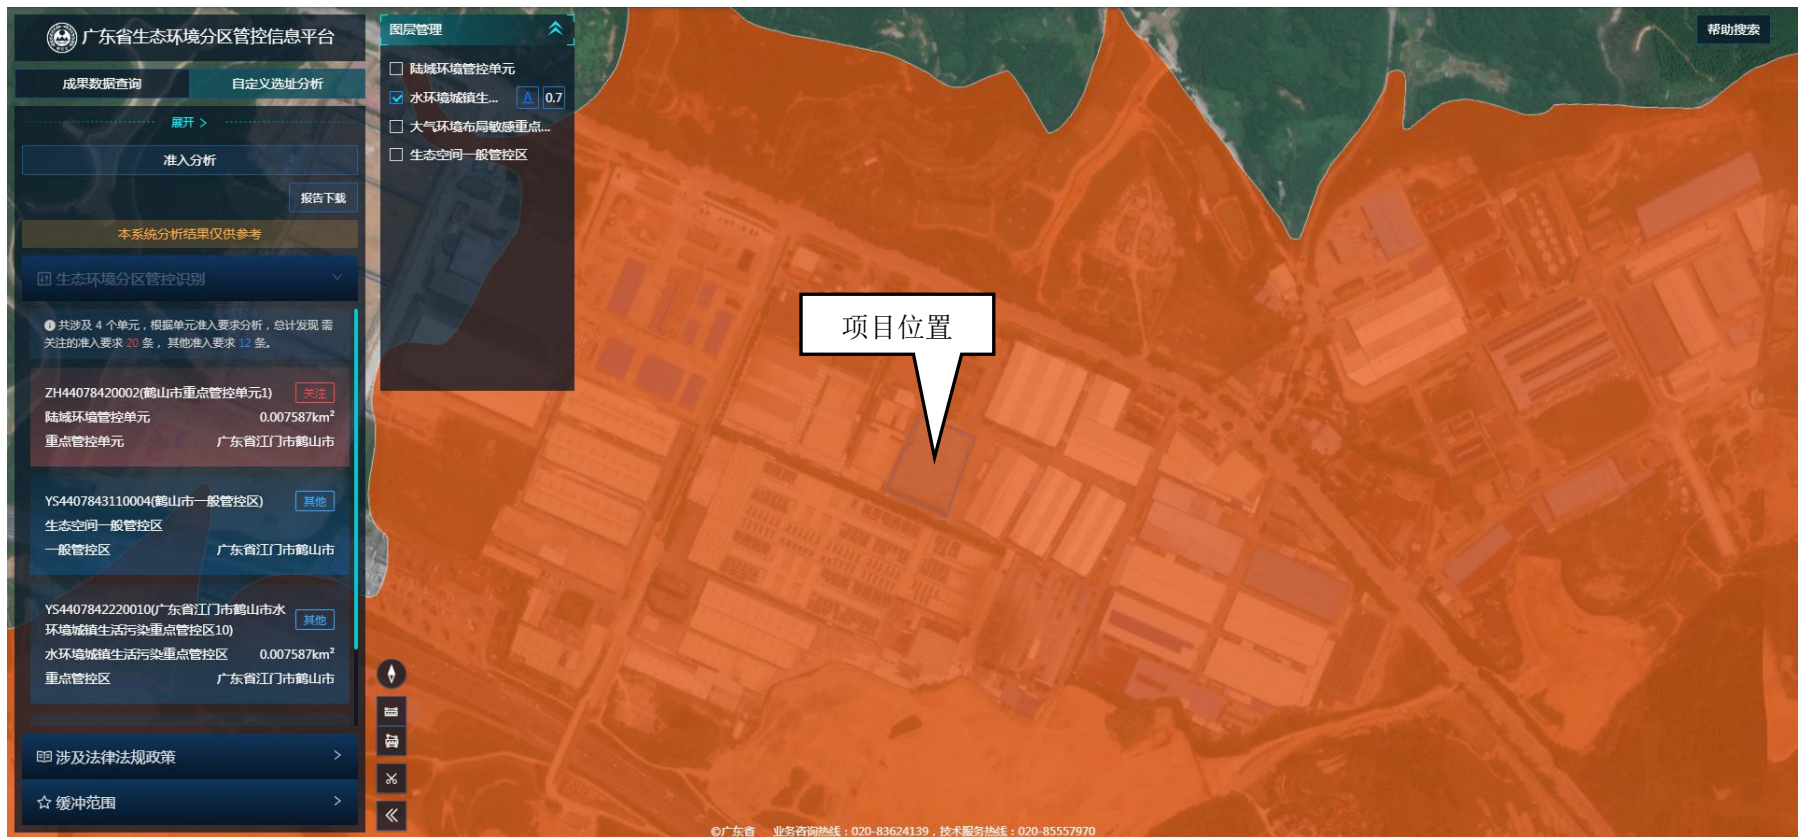 广东省生态环境分区管控信息平台
成果数据查询
自定义选址分析
展开 >
准入分析
报告下载
本系统分析结果仅供参考
生态环境分区管控识别
共涉及 4 个单元，根据单元准入要求分析，总计发现 需
关注的准入要求 20 条， 其他准入要求 12 条。
ZH44078420002(鹤山市重点管控单元1)
关注
陆域环境管控单元
0.007587km²
重点管控单元
广东省江门市鹤山市
YS4407843110004(鹤山市一般管控区)
其他
生态空间一般管控区
一般管控区
广东省江门市鹤山市
YS4407842220010(广东省江门市鹤山市水
环境城镇生活污染重点管控区10)
其他
水环境城镇生活污染重点管控区
0.007587km²
重点管控区
广东省江门市鹤山市
涉及法律法规政策
缓冲范围
图层管理
陆域环境管控单元
水环境城镇生...
A
0.7
大气环境布局敏感重点...
生态空间一般管控区
项目位置
帮助搜索
©广东省 业务咨询热线：020-83624139，技术服务热线：020-85557970